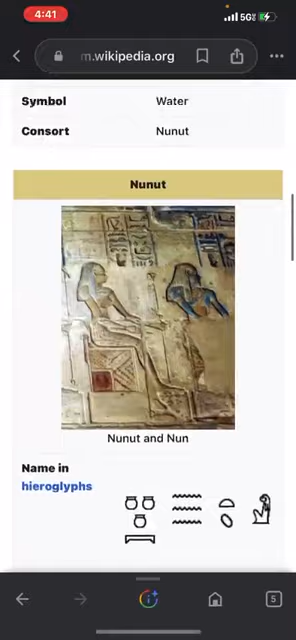 4:41
5G
m.wikipedia.org
Symbol Water
Consort Nunut
Nunut
Nunut and Nun
Name in
hieroglyphs
5